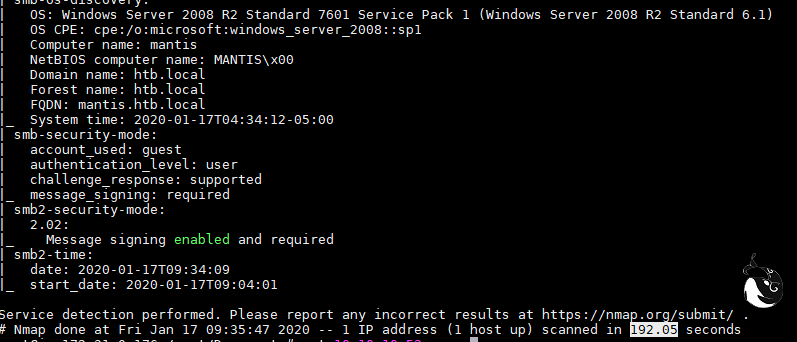 | smb-os-discovery:
|   OS: Windows Server 2008 R2 Standard 7601 Service Pack 1 (Windows Server 2008 R2 Standard 6.1)
|   OS CPE: cpe:/o:microsoft:windows_server_2008::sp1
|   Computer name: mantis
|   NetBIOS computer name: MANTIS\x00
|   Domain name: htb.local
|   Forest name: htb.local
|   FQDN: mantis.htb.local
|_  System time: 2020-01-17T04:34:12-05:00
| smb-security-mode:
|   account_used: guest
|   authentication_level: user
|   challenge_response: supported
|_  message_signing: required
| smb2-security-mode:
|   2.02:
|_    Message signing enabled and required
| smb2-time:
|   date: 2020-01-17T09:34:09
|_  start_date: 2020-01-17T09:04:01
Service detection performed. Please report any incorrect results at https://nmap.org/submit/ .
# Nmap done at Fri Jan 17 09:35:47 2020 -- 1 IP address (1 host up) scanned in 192.05 seconds